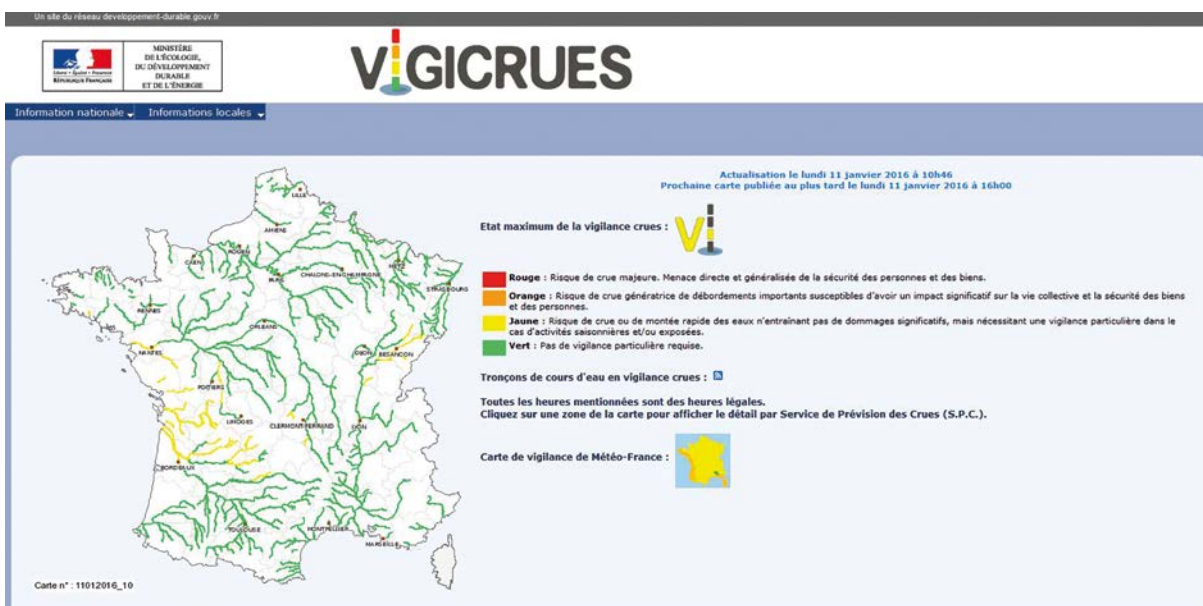 Un site du réseau developpement-durable.gouv.fr
Liberté • Égalité • Fraternité
RÉPUBLIQUE FRANÇAISE
MINISTÈRE
DE L'ÉCOLOGIE,
DU DÉVELOPPEMENT
DURABLE
ET DE L'ÉNERGIE
VIGICRUES
Information nationale
Informations locales
Actualisation le lundi 11 janvier 2016 à 10h46
Prochaine carte publiée au plus tard le lundi 11 janvier 2016 à 16h00
Etat maximum de la vigilance crues :
Vi
Rouge : Risque de crue majeure. Menace directe et généralisée de la sécurité des personnes et des biens.
Orange : Risque de crue génératrice de débordements importants susceptibles d'avoir un impact significatif sur la vie collective et la sécurité des biens
et des personnes.
Jaune : Risque de crue ou de montée rapide des eaux n'entraînant pas de dommages significatifs, mais nécessitant une vigilance particulière dans le
cas d'activités saisonnières et/ou exposées.
Vert : Pas de vigilance particulière requise.
Tronçons de cours d'eau en vigilance crues :
Toutes les heures mentionnées sont des heures légales.
Cliquez sur une zone de la carte pour afficher le détail par Service de Prévision des Crues (S.P.C.).
Carte de vigilance de Météo-France :
LILLE
AMIENS
ROUEN
CAEN
METZ
CHALONS-EN-CHAMPAGNE
STRASBOURG
RENNES
ORLEANS
NANTES
DIJON
BESANCON
POITIERS
LIMOGES
CLERMONT-FERRAND
LYON
BORDEAUX
TOULOUSE
MONTPELLIER
MARSEILLE
Carte n° : 11012016_10